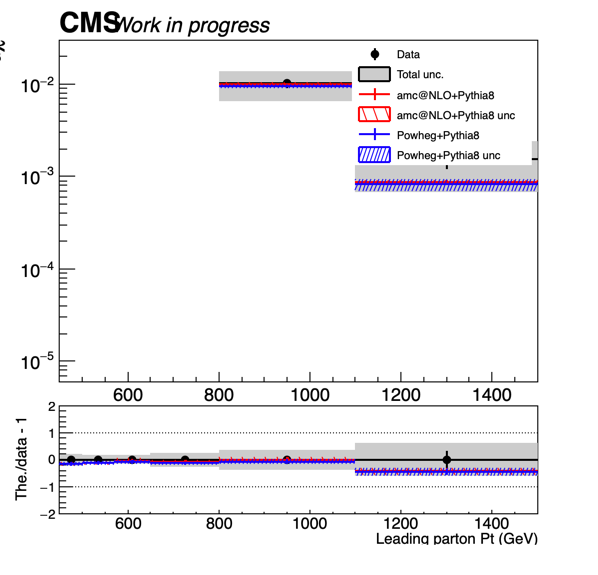 CMS Work in progress
Data
Total unc.
amc@NLO+Pythia8
amc@NLO+Pythia8 unc
Powheg+Pythia8
Powheg+Pythia8 unc
10⁻²
10⁻³
10⁻⁴
10⁻⁵
600 800 1000 1200 1400
The./data - 1
2
1
0
−1
−2
600 800 1000 1200 1400
Leading parton Pt (GeV)